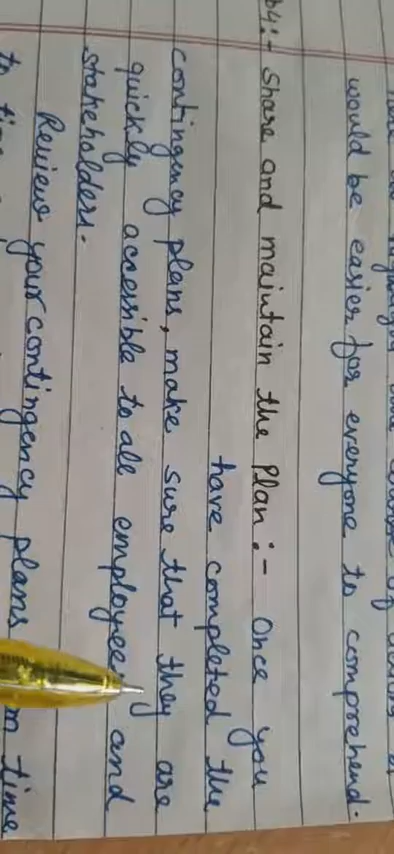 would be easier for everyone to comprehend.
Share and maintain the Plan:- Once you
have completed the
contingency plans, make sure that they are
quickly accessible to all employees and
stakeholders.
Review your contingency plans
time